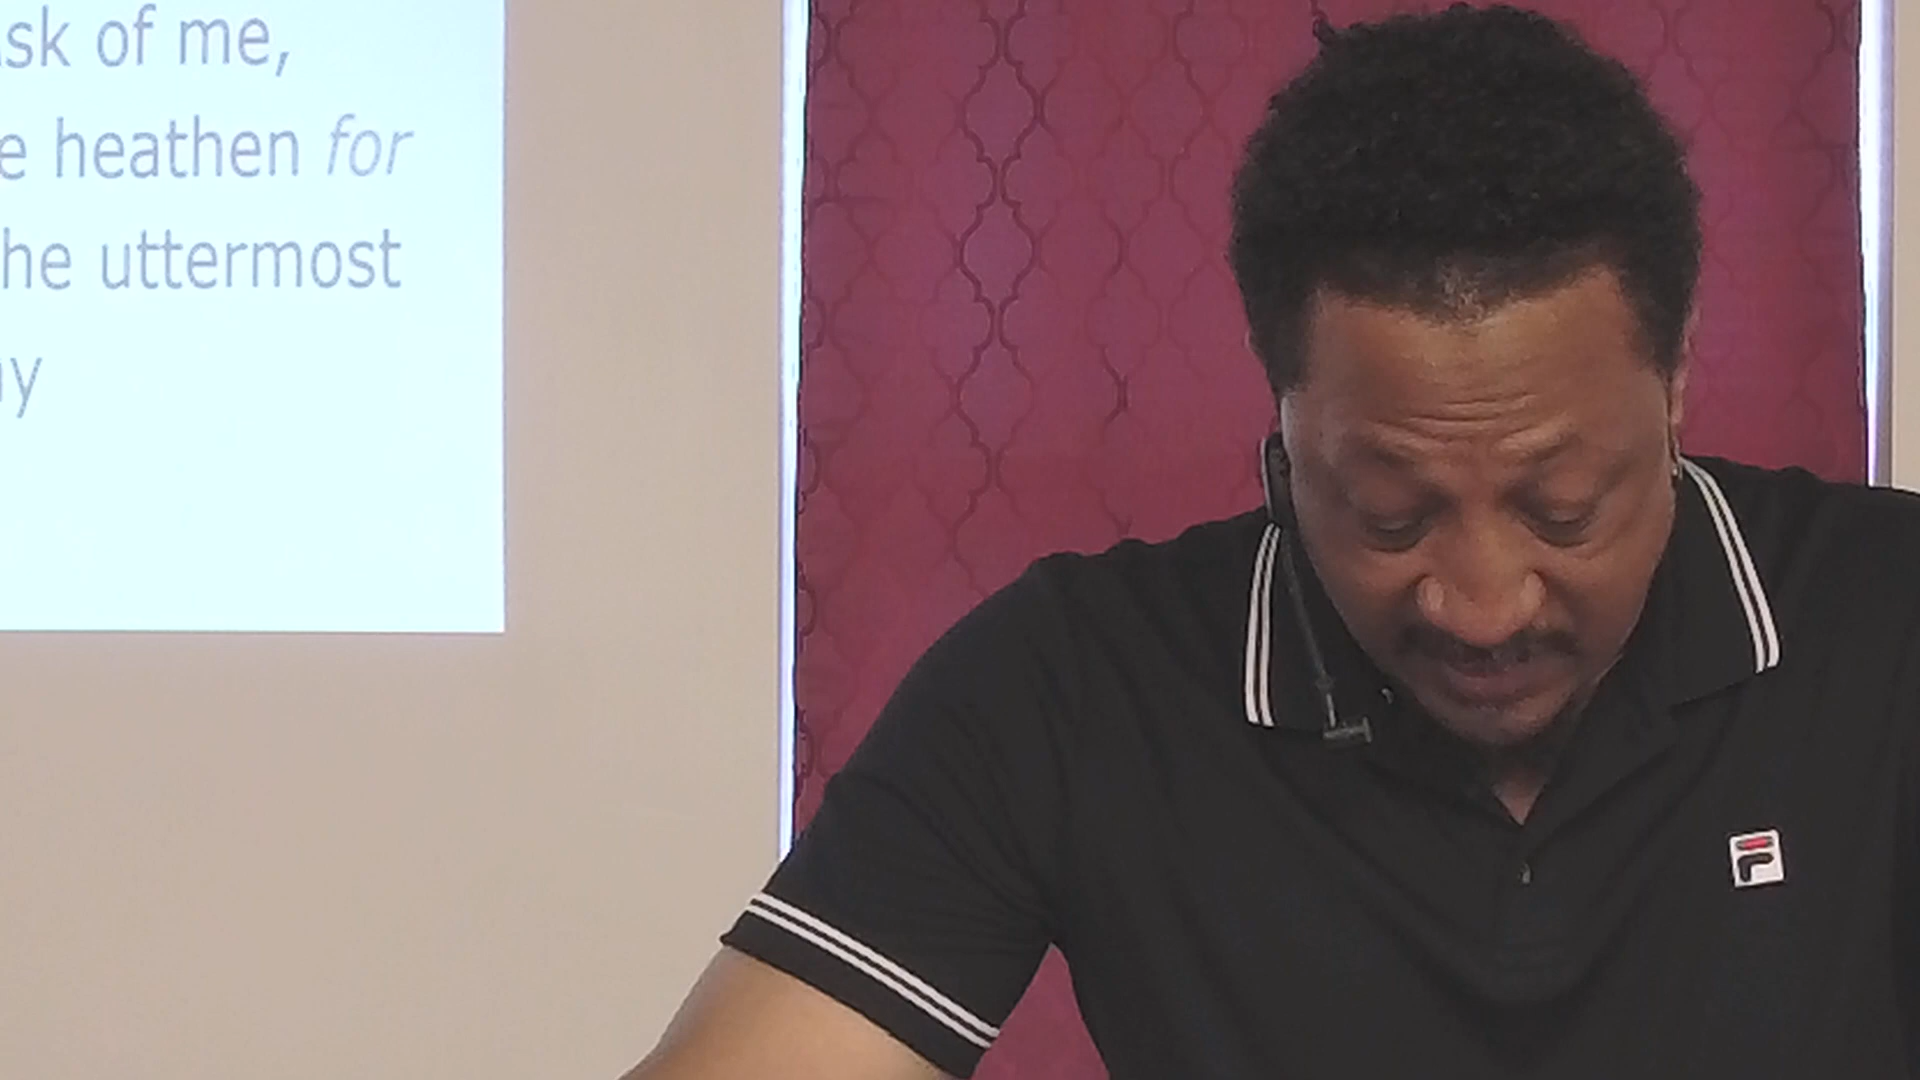 sk of me,
e heathen for
he uttermost
y
F